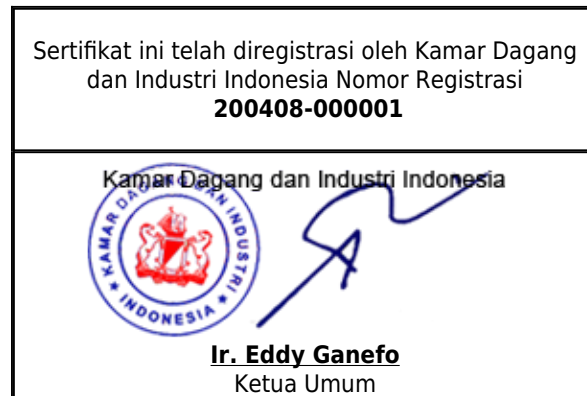 Sertifikat ini telah diregistrasi oleh Kamar Dagang
dan Industri Indonesia Nomor Registrasi
200408-000001
Kamar Dagang dan Industri Indonesia
KAMAR DAGANG DAN INDUSTRI
INDONESIA
Ir. Eddy Ganefo
Ketua Umum